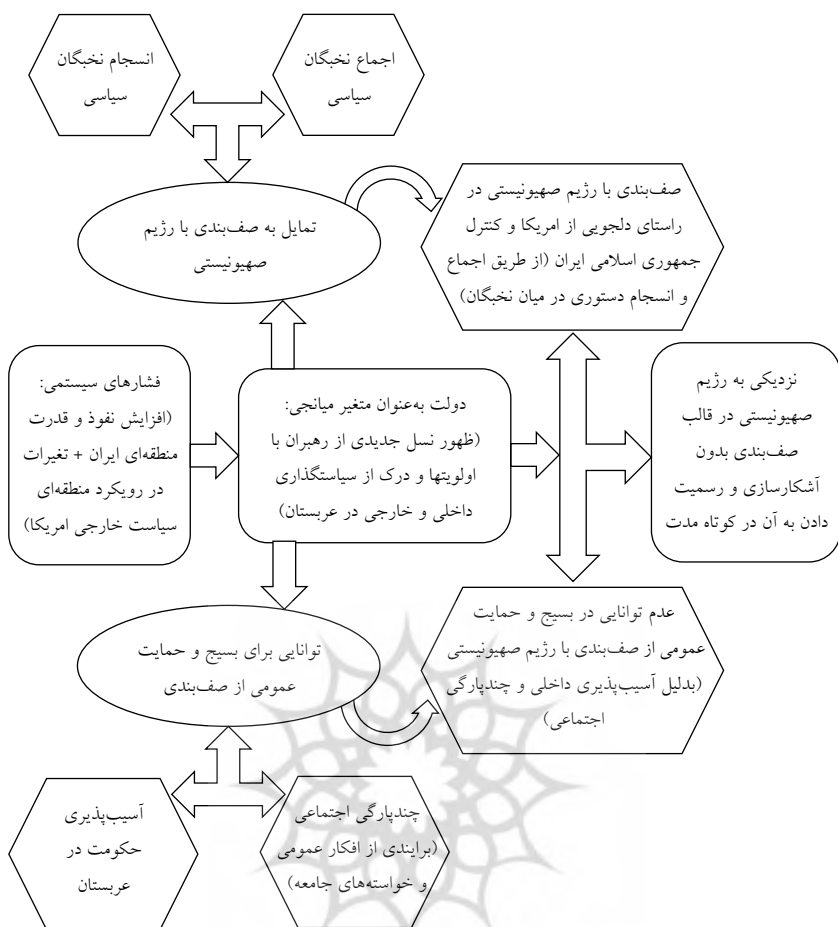 اجماع نخبگان
سیاسی
انسجام نخبگان
سیاسی
صف‌بندی با رژیم صهیونیستی در
راستای دلجویی از امریکا و کنترل
جمهوری اسلامی ایران (از طریق اجماع
و انسجام دستوری در میان نخبگان)
تمایل به صف‌بندی با رژیم
صهیونیستی
فشارهای سیستمی:
(افزایش نفوذ و قدرت
منطقه‌ای ایران + تغیرات
در رویکرد منطقه‌ای
سیاست خارجی امریکا)
دولت به‌عنوان متغیر میانجی:
(ظهور نسل جدیدی از رهبران با
اولویتها و درک از سیاستگذاری
داخلی و خارجی در عربستان)
نزدیکی به رژیم
صهیونیستی در قالب
صف‌بندی بدون
آشکارسازی و رسمیت
دادن به آن در کوتاه مدت
توانایی برای بسیج و حمایت
عمومی از صف‌بندی
عدم توانایی در بسیج و حمایت
عمومی از صف‌بندی با رژیم صهیونیستی
(بدلیل آسیب‌پذیری داخلی و چندپارگی
اجتماعی)
چندپارگی اجتماعی
(برایندی از افکار عمومی
و خواسته‌های جامعه)
آسیب‌پذیری
حکومت در
عربستان